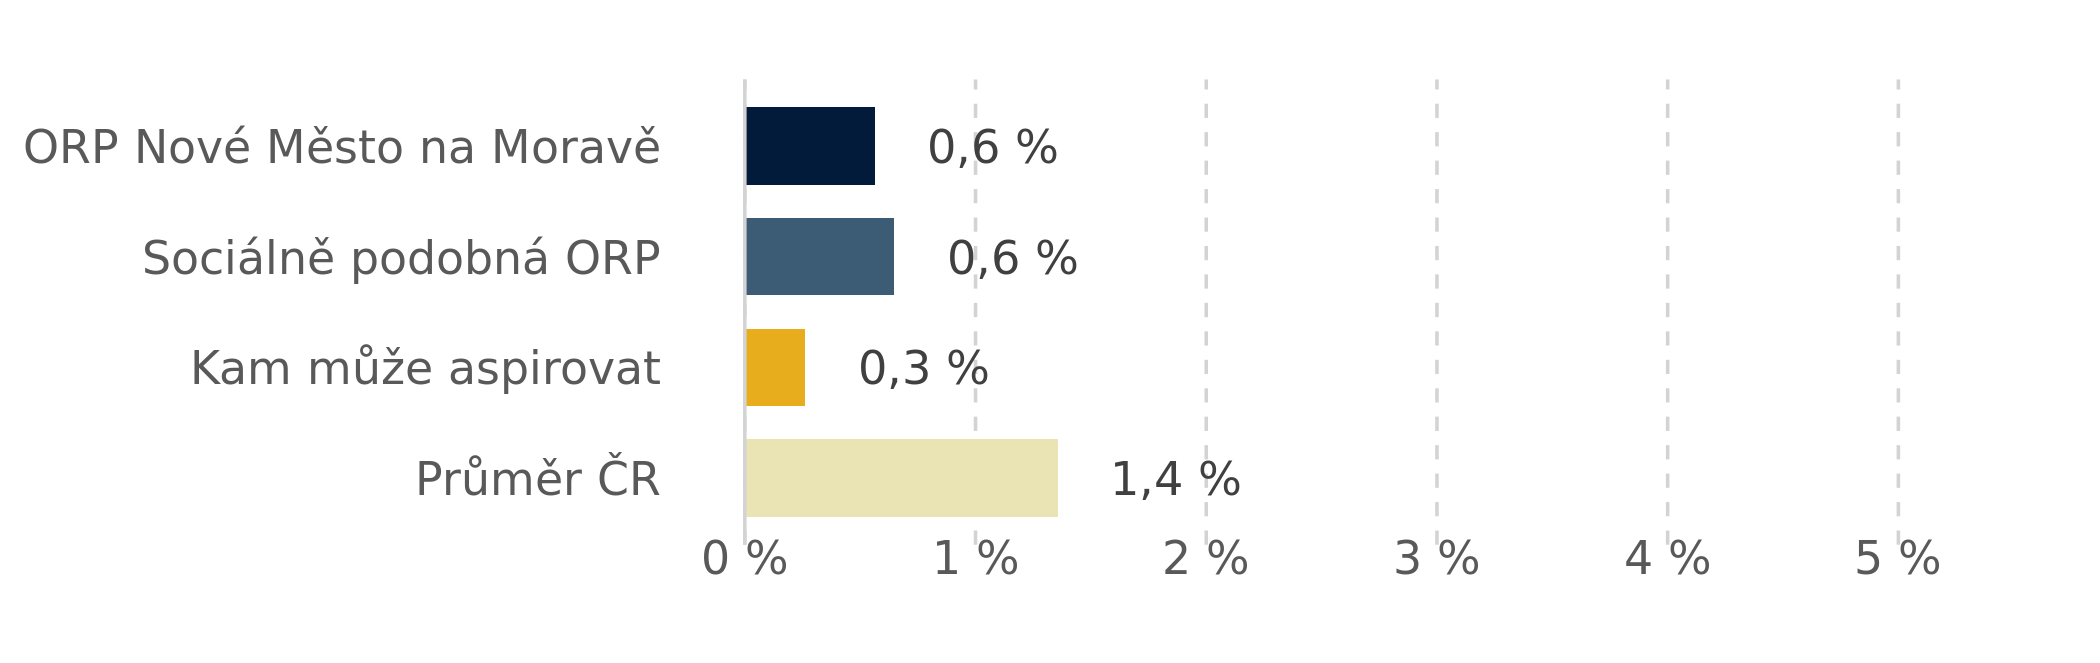 ORP Nové Město na Moravě 0,6 %
Sociálně podobná ORP 0,6 %
Kam může aspirovat 0,3 %
Průměr ČR 1,4 %
0 % 1 % 2 % 3 % 4 % 5 %